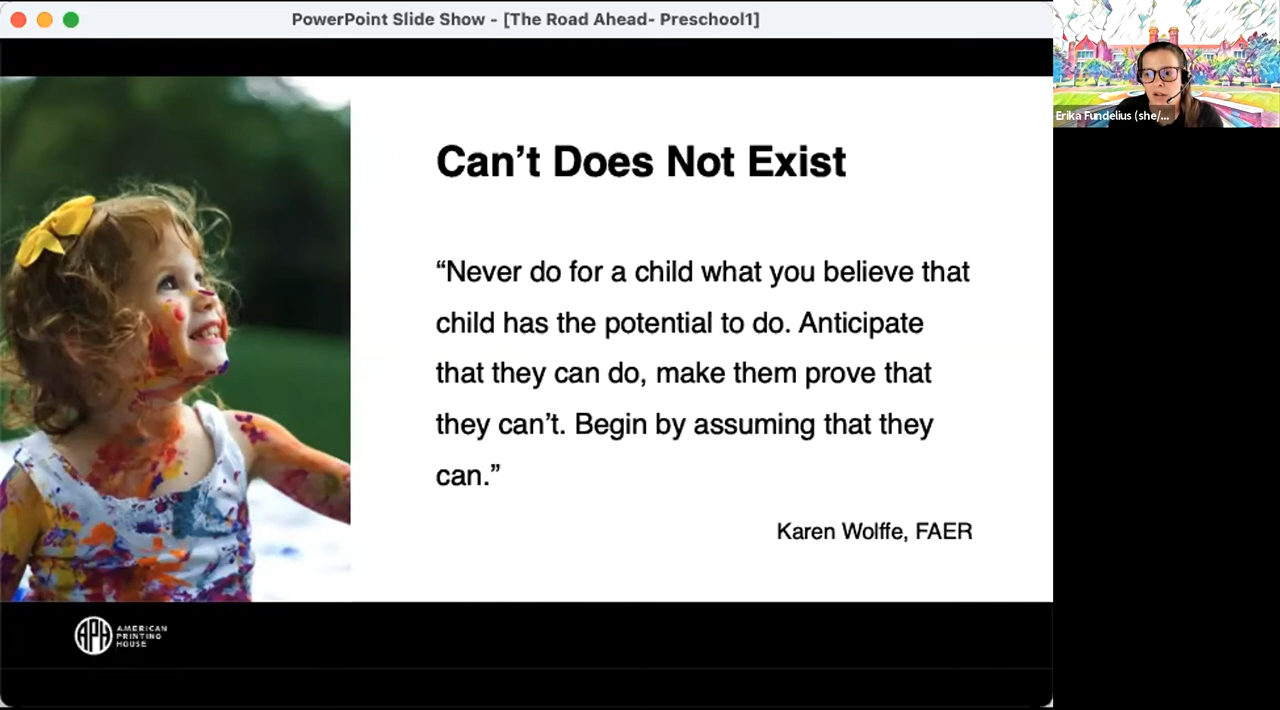 PowerPoint Slide Show - [The Road Ahead- Preschool1]
Erika Fundelius (she/...
Can’t Does Not Exist
“Never do for a child what you believe that
child has the potential to do. Anticipate
that they can do, make them prove that
they can’t. Begin by assuming that they
can.”
Karen Wolffe, FAER
APH
AMERICAN
PRINTING
HOUSE